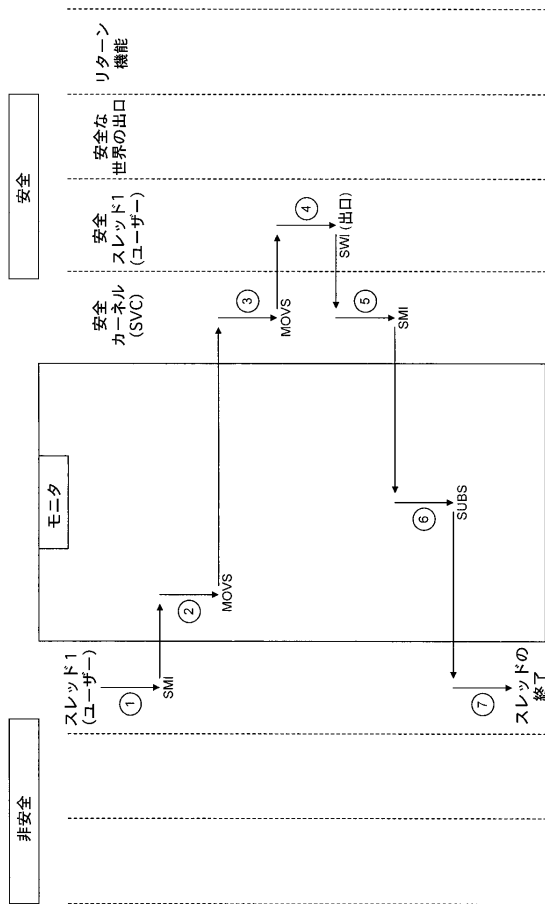 非安全
モニタ
安全
スレッド1
(ユーザー)
安全
カーネル
(SVC)
安全
スレッド1
(ユーザー)
安全な
世界の出口
リターン
機能
1
SMI
2
MOVS
3
MOVS
4
SWI (出口)
5
SMI
6
SUBS
7
スレッドの
終了